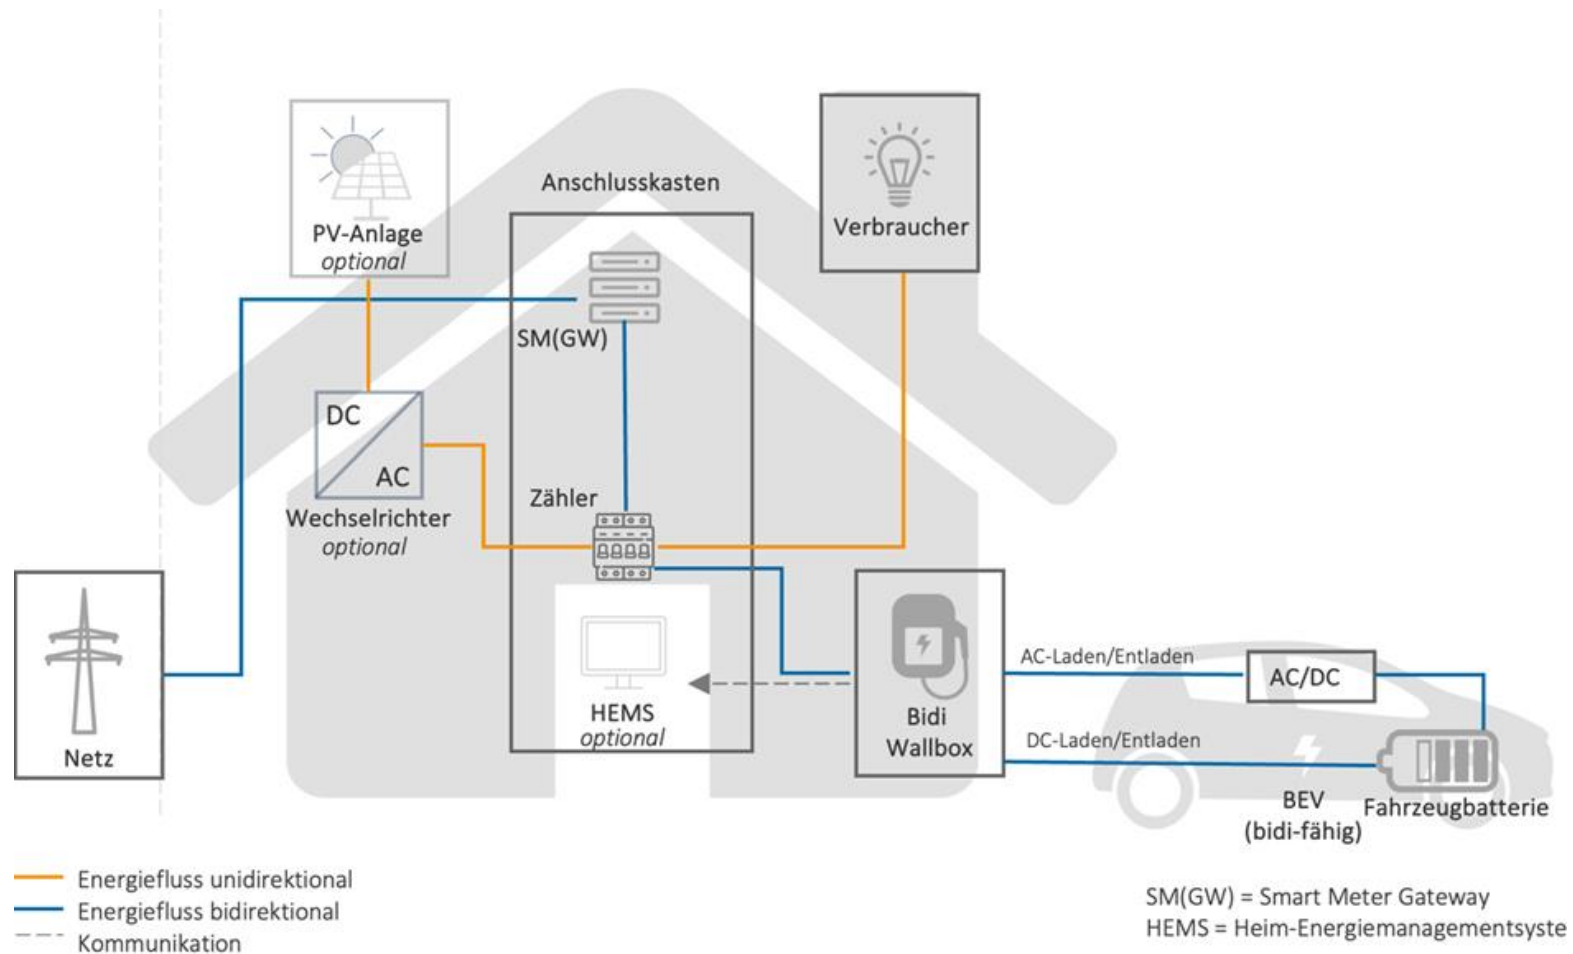 Anschlusskasten
PV-Anlage
optional
Verbraucher
SM(GW)
DC
AC
Wechselrichter
optional
Zähler
Netz
HEMS
optional
Bidi
Wallbox
AC-Laden/Entladen
AC/DC
DC-Laden/Entladen
BEV
(bidi-fähig)
Fahrzeugbatterie
Energiefluss unidirektional
Energiefluss bidirektional
Kommunikation
SM(GW) = Smart Meter Gateway
HEMS = Heim-Energiemanagementsyste